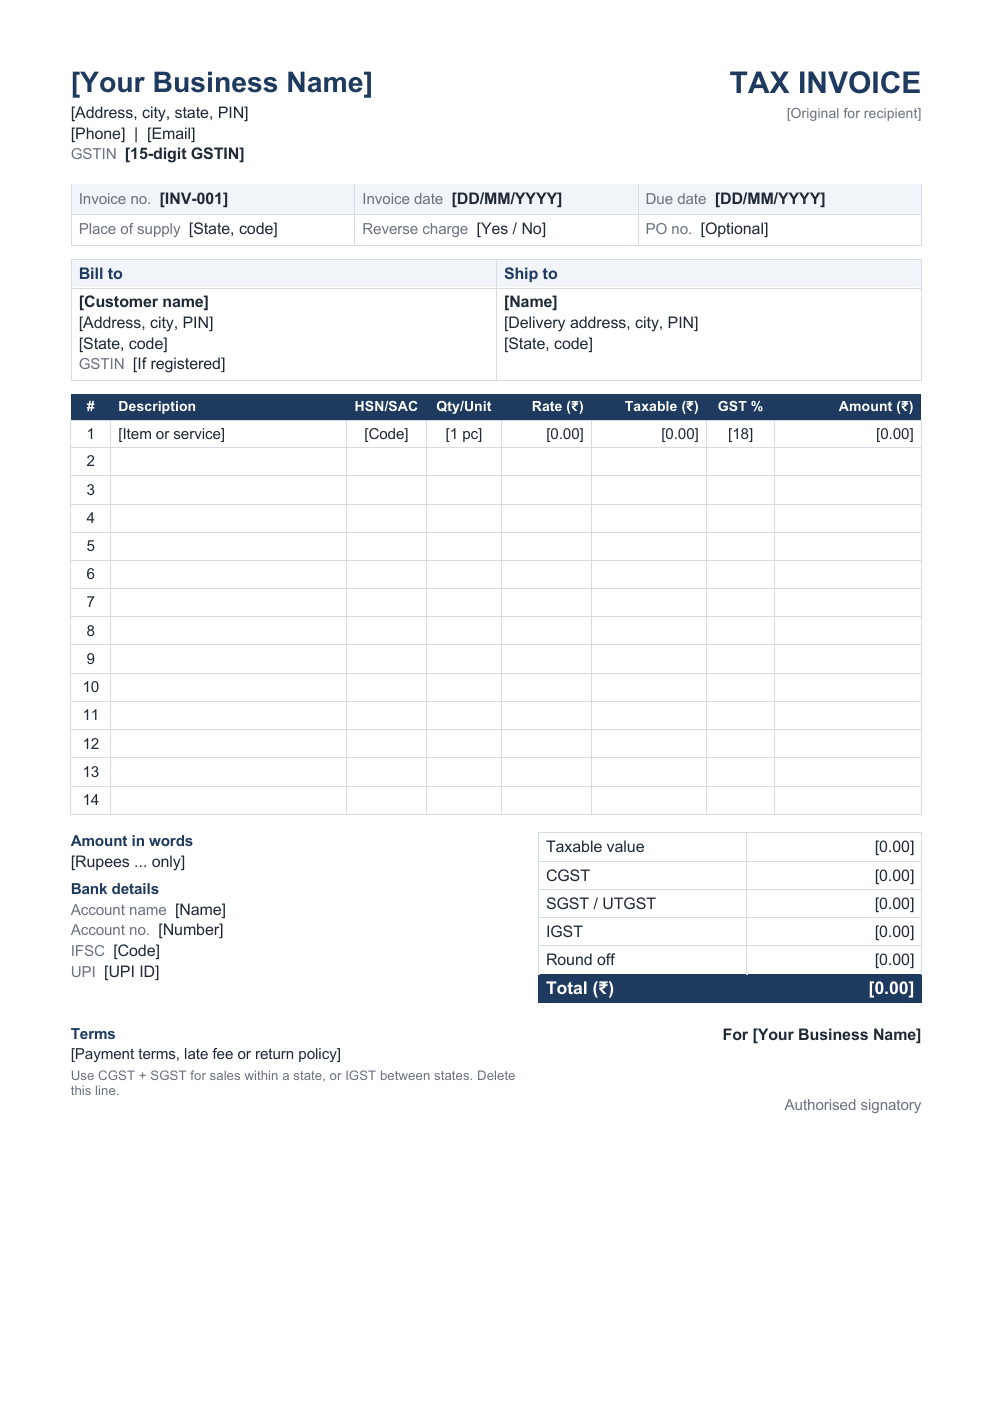 [Your Business Name]
TAX INVOICE
[Address, city, state, PIN]
[Original for recipient]
[Phone] | [Email]
GSTIN [15-digit GSTIN]
Invoice no. [INV-001] Invoice date [DD/MM/YYYY] Due date [DD/MM/YYYY]
Place of supply [State, code] Reverse charge [Yes / No] PO no. [Optional]
Bill to
[Customer name]
[Address, city, PIN]
[State, code]
GSTIN [If registered]
Ship to
[Name]
[Delivery address, city, PIN]
[State, code]
# Description HSN/SAC Qty/Unit Rate (₹) Taxable (₹) GST % Amount (₹)
1 [Item or service] [Code] [1 pc] [0.00] [0.00] [18] [0.00]
2
3
4
5
6
7
8
9
10
11
12
13
14
Amount in words
[Rupees ... only]
Bank details
Account name [Name]
Account no. [Number]
IFSC [Code]
UPI [UPI ID]
Taxable value [0.00]
CGST [0.00]
SGST / UTGST [0.00]
IGST [0.00]
Round off [0.00]
Total (₹) [0.00]
Terms
[Payment terms, late fee or return policy]
Use CGST + SGST for sales within a state, or IGST between states. Delete
this line.
For [Your Business Name]
Authorised signatory